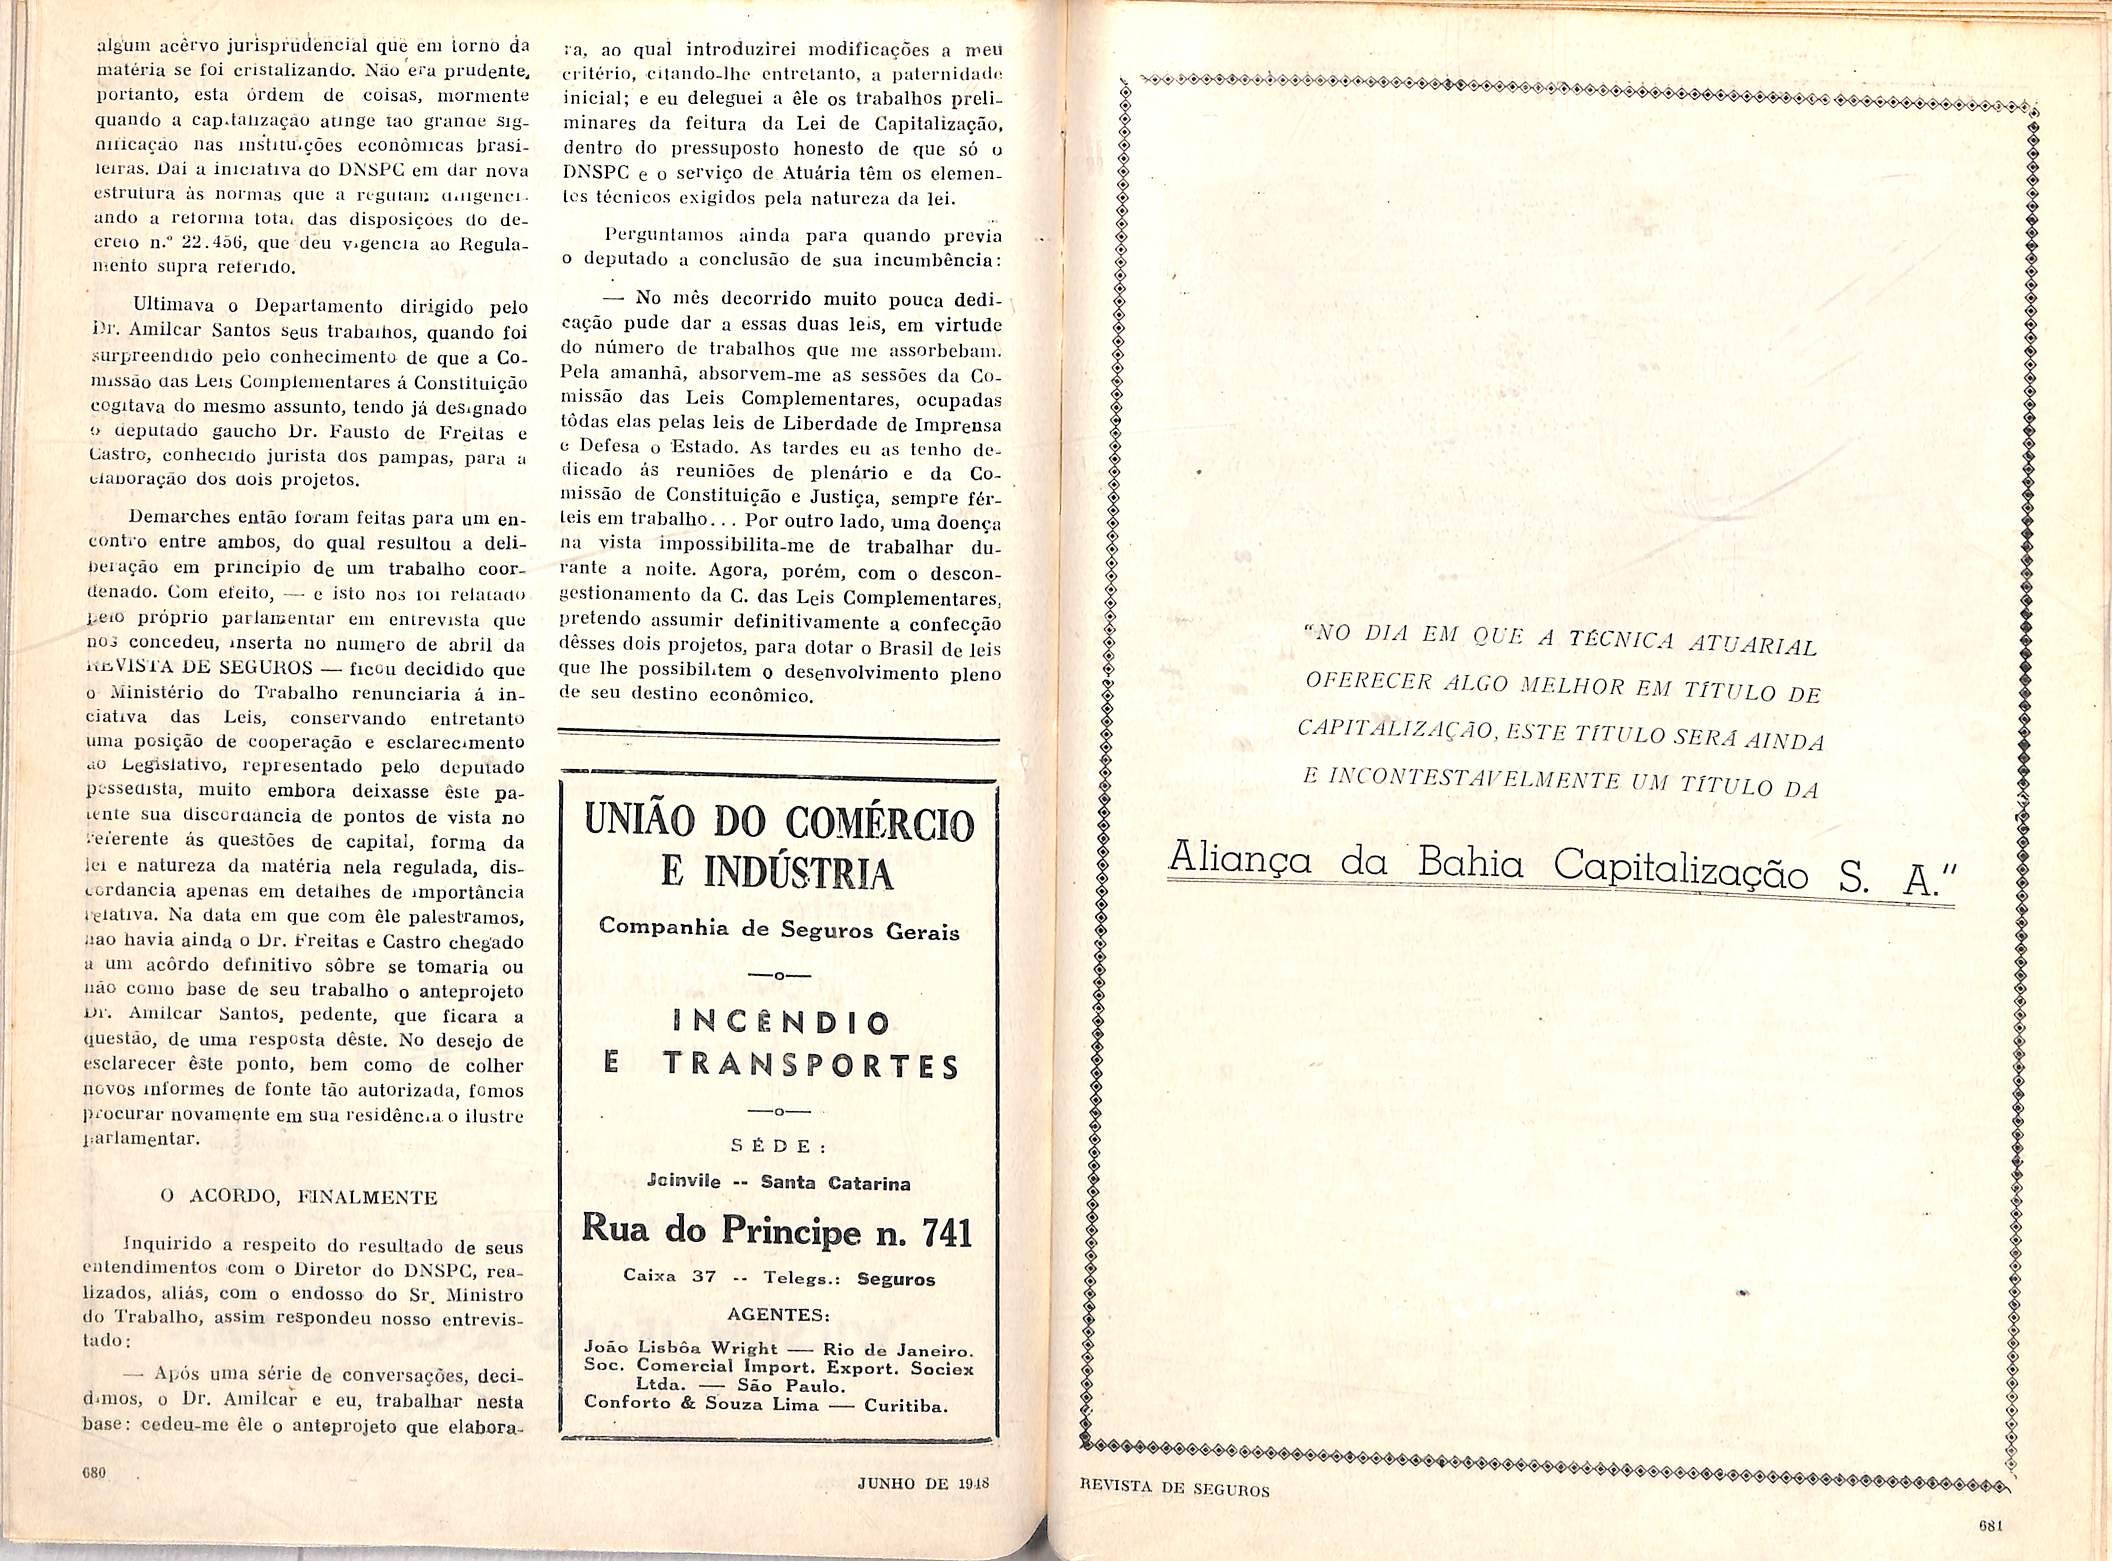 algum acêrvo jurisprudencial que em torno da
matéria se foi cristalizando. Não era prudente,
portanto, esta órdem de coisas, mormente
quando a capitalização atinge tao grande sig-
nificação nas institu.ções econômicas brasi-
leiras. Dai a iniciativa do DNSPC em dar nova
estrutura às normas que a regulam; diligenci-
ando a reforma total das disposições do de-
creto n.º 22.456, que deu vigencia ao Regula-
mento supra referido.
Ultimava o Departamento dirigido pelo
Dr. Amilcar Santos seus trabalhos, quando foi
surpreendido pelo conhecimento de que a Co-
missão das Leis Complementares á Constituição
cogitava do mesmo assunto, tendo já designado
o deputado gaucho Dr. Fausto de Freitas e
Castro, conhecido jurista dos pampas, para a
elaboração dos dois projetos.
Demarches então foram feitas para um en-
contro entre ambos, do qual resultou a deli-
beração em principio de um trabalho coor-
denado. Com efeito, — e isto nos foi relatado
pelo próprio parlamentar em entrevista que
nos concedeu, inserta no numero de abril da
REVISTA DE SEGUROS — ficou decidido que
o Ministério do Trabalho renunciaria á in-
ciativa das Leis, conservando entretanto
uma posição de cooperação e esclarecimento
ao Legislativo, representado pelo deputado
pessedista, muito embora deixasse êste pa-
tente sua discordancia de pontos de vista no
referente ás questões de capital, forma da
lei e natureza da matéria nela regulada, dis-
cordancia apenas em detalhes de importância
relativa. Na data em que com êle palestramos,
nao havia ainda o Dr. Freitas e Castro chegado
a um acôrdo definitivo sôbre se tomaria ou
não como base de seu trabalho o anteprojeto
Dr. Amilcar Santos, pedente, que ficara a
questão, de uma resposta dêste. No desejo de
esclarecer êste ponto, bem como de colher
novos informes de fonte tão autorizada, fomos
procurar novamente em sua residência o ilustre
parlamentar.
O ACORDO, FINALMENTE
Inquirido a respeito do resultado de seus
entendimentos com o Diretor do DNSPC, rea-
lizados, aliás, com o endosso do Sr. Ministro
do Trabalho, assim respondeu nosso entrevis-
tado:
— Após uma série de conversações, deci-
dimos, o Dr. Amilcar e eu, trabalhar nesta
base: cedeu-me êle o anteprojeto que elabora-
680
ra, ao qual introduzirei modificações a meu
critério, citando-lhe entretanto, a paternidade
inicial; e eu deleguei a êle os trabalhos preli-
minares da feitura da Lei de Capitalização,
dentro do pressuposto honesto de que só o
DNSPC e o serviço de Atuária têm os elemen-
tos técnicos exigidos pela natureza da lei.
Perguntamos ainda para quando previa
o deputado a conclusão de sua incumbência:
— No mês decorrido muito pouca dedi-
cação pude dar a essas duas leis, em virtude
do número de trabalhos que me assorbebam.
Pela amanhã, absorvem-me as sessões da Co-
missão das Leis Complementares, ocupadas
tôdas elas pelas leis de Liberdade de Imprensa
e Defesa o Estado. As tardes eu as tenho de-
dicado ás reuniões de plenário e da Co-
missão de Constituição e Justiça, sempre fér-
teis em trabalho... Por outro lado, uma doença
na vista impossibilita-me de trabalhar du-
rante a noite. Agora, porém, com o descon-
gestionamento da C. das Leis Complementares,
pretendo assumir definitivamente a confecção
dêsses dois projetos, para dotar o Brasil de leis
que lhe possibilitem o desenvolvimento pleno
de seu destino econômico.
UNIÃO DO COMÉRCIO
E INDÚSTRIA
Companhia de Seguros Gerais
—o—
INCÊNDIO
E TRANSPORTES
—o—
SÉDE:
Joinvile -- Santa Catarina
Rua do Principe n. 741
Caixa 37 -- Telegs.: Seguros
AGENTES:
João Lisbôa Wright — Rio de Janeiro.
Soc. Comercial Import. Export. Sociex
Ltda. — São Paulo.
Conforto & Souza Lima — Curitiba.
JUNHO DE 1948
"NO DIA EM QUE A TÉCNICA ATUARIAL
OFERECER ALGO MELHOR EM TÍTULO DE
CAPITALIZAÇÃO, ESTE TÍTULO SERÁ AINDA
E INCONTESTAVELMENTE UM TÍTULO DA
Aliança da Bahia Capitalização S. A."
REVISTA DE SEGUROS
681